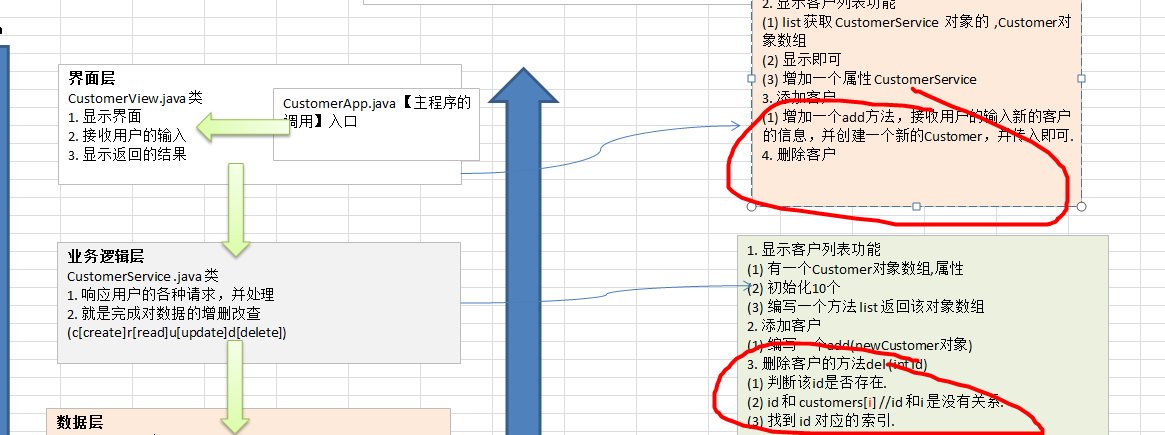 界面层
CustomerView.java 类
1. 显示界面
2. 接收用户的输入
3. 显示返回的结果
CustomerApp.java【主程序的
调用】入口
业务逻辑层
CustomerService .java 类
1. 响应用户的各种请求，并处理
2. 就是完成对数据的增删改查
(c[create]r[read]u[update]d[delete])
数据层
2. 显示客户列表功能
(1) list 获取 CustomerService 对象的 ,Customer对
象数组
(2) 显示即可
(3) 增加一个属性 CustomerService
3. 添加客户
(1) 增加一个add方法，接收用户的输入新的客户
的信息，并创建一个新的Customer，并传入即可.
4. 删除客户
1. 显示客户列表功能
(1) 有一个Customer对象数组,属性
(2) 初始化10个
(3) 编写一个方法 list 返回该对象数组
2. 添加客户
(1) 编写一个add(newCustomer对象)
3. 删除客户的方法del (int id)
(1) 判断该id是否存在.
(2) id 和 customers[i] //id 和i 是没有关系.
(3) 找到 id 对应的索引.